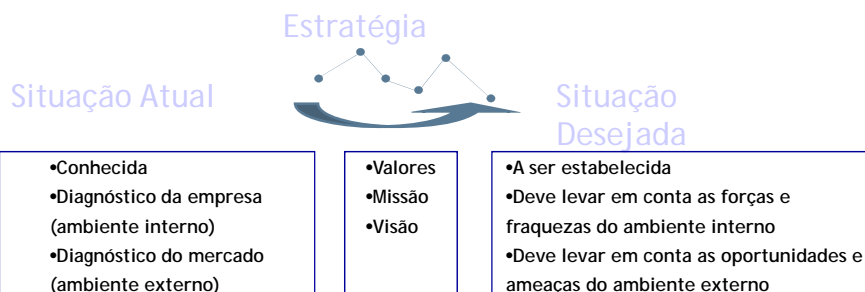 Estratégia
Situação Atual
Situação
Desejada
•Conhecida
•Diagnóstico da empresa
(ambiente interno)
•Diagnóstico do mercado
(ambiente externo)
•Valores
•Missão
•Visão
•A ser estabelecida
•Deve levar em conta as forças e
fraquezas do ambiente interno
•Deve levar em conta as oportunidades e
ameaças do ambiente externo